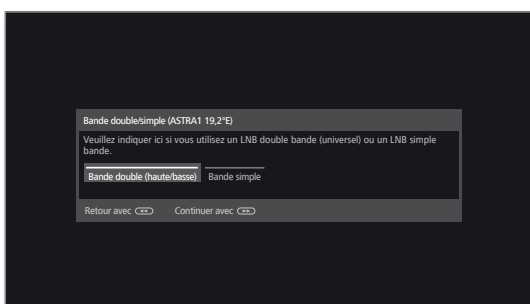 Bande double/simple (ASTRA1 19,2°E)
Veuillez indiquer ici si vous utilisez un LNB double bande (universel) ou un LNB simple
bande.
Bande double (haute/basse) Bande simple
Retour avec Continuer avec